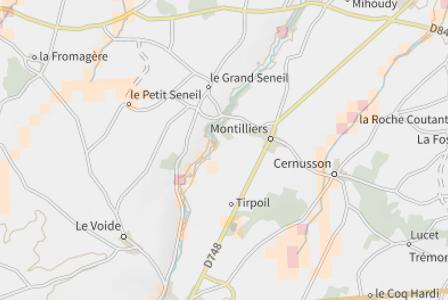 Mihoudy
D84
la Fromagère
le Grand Seneil
le Petit Seneil
la Roche Coutant
Montilliers
La Fos
Cernusson
Tirpoil
Le Voide
Lucet
D748
Trémon
le Coq Hardi